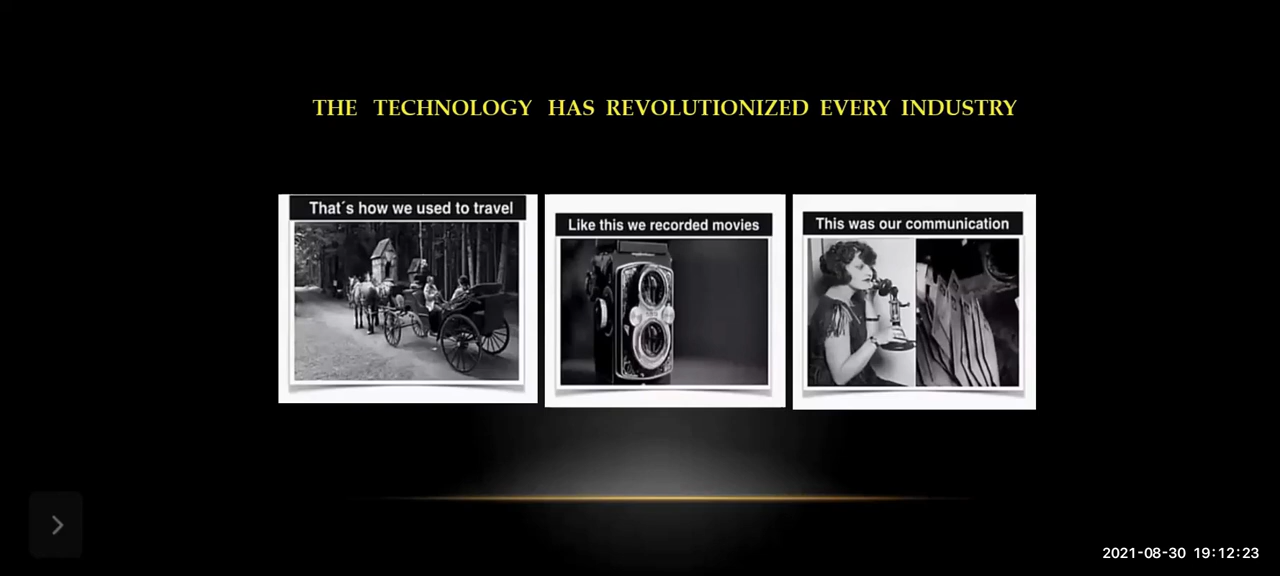 THE TECHNOLOGY HAS REVOLUTIONIZED EVERY INDUSTRY
That´s how we used to travel
Like this we recorded movies
This was our communication
2021-08-30 19:12:23